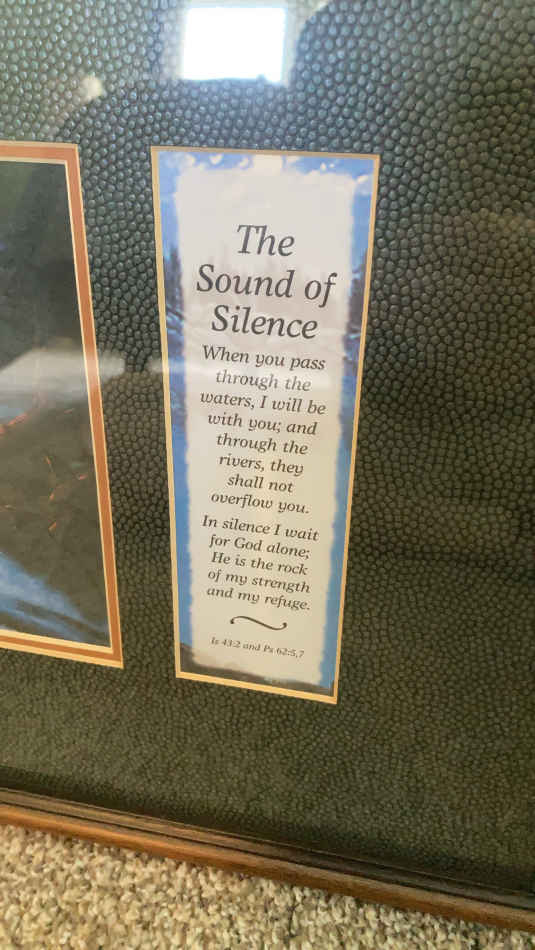 The
Sound of
Silence
When you pass
through the
waters, I will be
with you; and
through the
rivers, they
shall not
overflow you.
In silence I wait
for God alone;
He is the rock
of my strength
and my refuge.
Is 43:2 and Ps 62:5,7